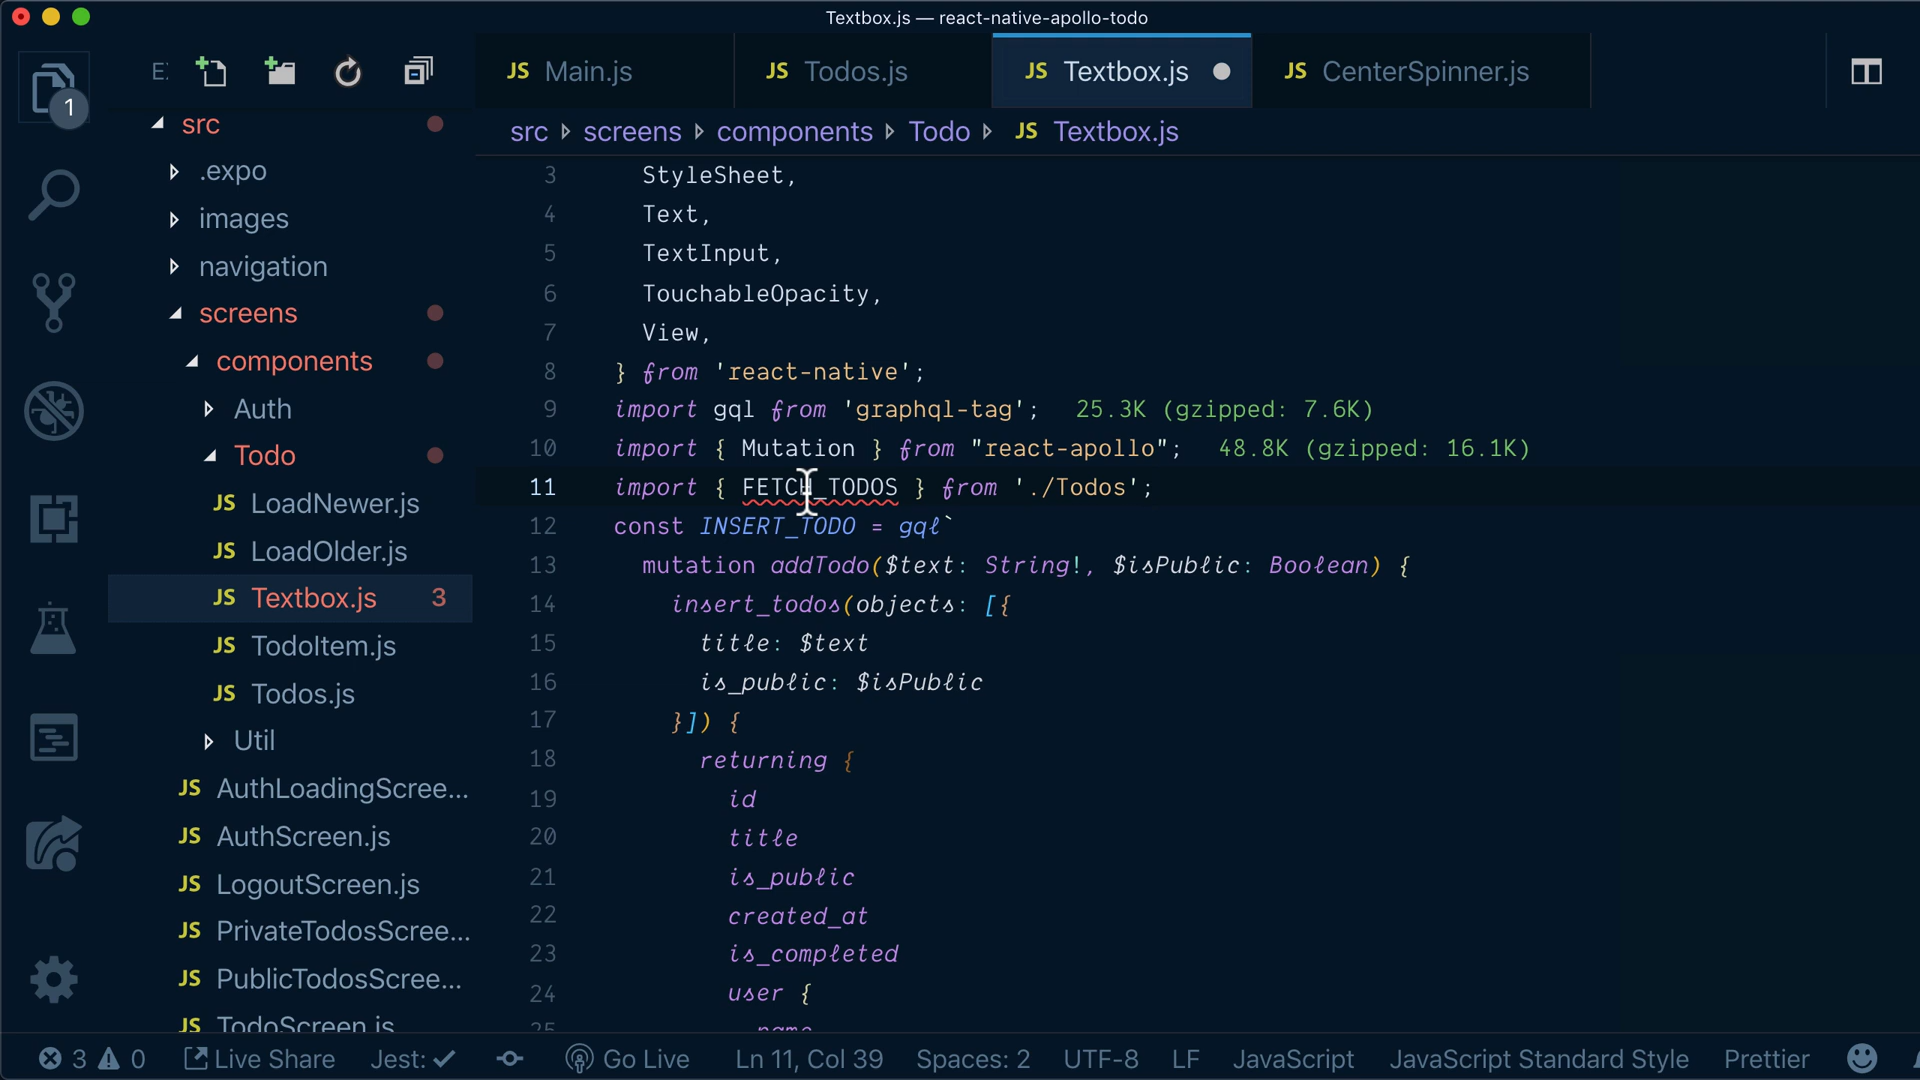 Textbox.js — react-native-apollo-todo
1
E:
JS Main.js
JS Todos.js
JS Textbox.js
JS CenterSpinner.js
src
.expo
images
navigation
screens
components
Auth
Todo
JS LoadNewer.js
JS LoadOlder.js
JS Textbox.js 3
JS TodoItem.js
JS Todos.js
Util
JS AuthLoadingScree...
JS AuthScreen.js
JS LogoutScreen.js
JS PrivateTodosScree...
JS PublicTodosScree...
JS TodoScreen.js
src screens components Todo JS Textbox.js
3 StyleSheet,
4 Text,
5 TextInput,
6 TouchableOpacity,
7 View,
8 } from 'react-native';
9 import gql from 'graphql-tag'; 25.3K (gzipped: 7.6K)
10 import { Mutation } from "react-apollo"; 48.8K (gzipped: 16.1K)
11 import { FETCH_TODOS } from './Todos';
12 const INSERT_TODO = gql`
13 mutation addTodo($text: String!, $isPublic: Boolean) {
14 insert_todos(objects: [{
15 title: $text
16 is_public: $isPublic
17 }]) {
18 returning {
19 id
20 title
21 is_public
22 created_at
23 is_completed
24 user {
25 name
3 0 Live Share Jest: Go Live Ln 11, Col 39 Spaces: 2 UTF-8 LF JavaScript JavaScript Standard Style Prettier